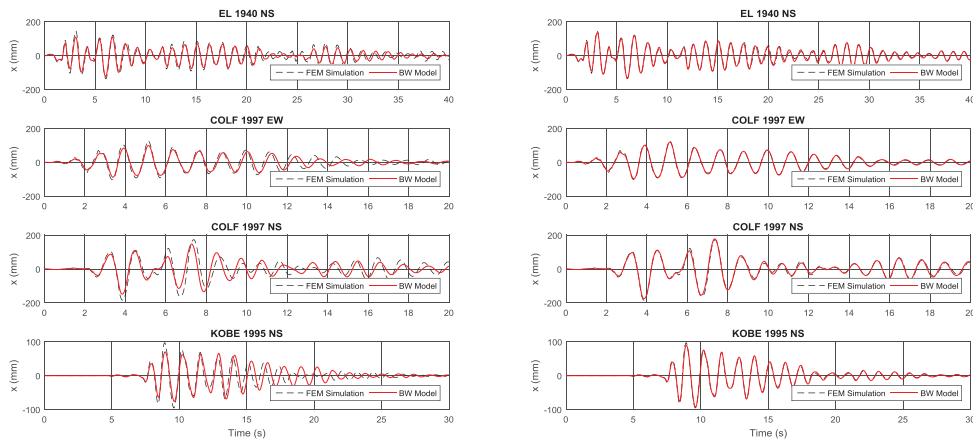 EL 1940 NS
200
0
-200
x (mm)
0 5 10 15 20 25 30 35 40
FEM Simulation BW Model
COLF 1997 EW
200
0
-200
x (mm)
0 2 4 6 8 10 12 14 16 18 20
FEM Simulation BW Model
COLF 1997 NS
200
0
-200
x (mm)
0 2 4 6 8 10 12 14 16 18 20
FEM Simulation BW Model
KOBE 1995 NS
100
0
-100
x (mm)
0 5 10 15 20 25 30
FEM Simulation BW Model
Time (s)
EL 1940 NS
200
0
-200
x (mm)
0 5 10 15 20 25 30 35 40
FEM Simulation BW Model
COLF 1997 EW
200
0
-200
x (mm)
0 2 4 6 8 10 12 14 16 18 20
FEM Simulation BW Model
COLF 1997 NS
200
0
-200
x (mm)
0 2 4 6 8 10 12 14 16 18 20
FEM Simulation BW Model
KOBE 1995 NS
100
0
-100
x (mm)
0 5 10 15 20 25 30
FEM Simulation BW Model
Time (s)